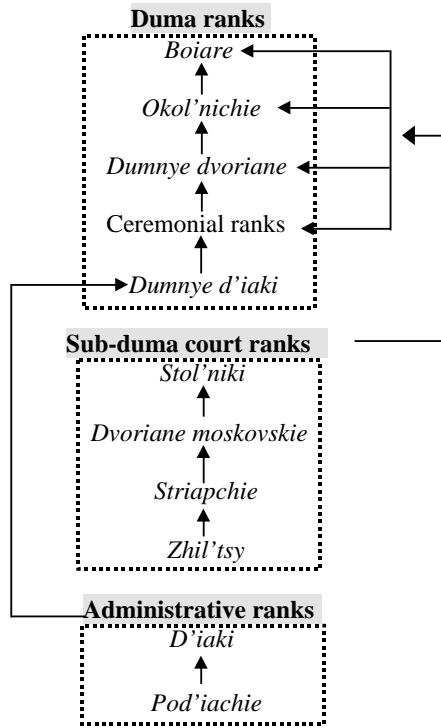 Duma ranks
Boiare
Okol’nichie
Dumnye dvoriane
Ceremonial ranks
Dumnye d’iaki
Sub-duma court ranks
Stol’niki
Dvoriane moskovskie
Striapchie
Zhil’tsy
Administrative ranks
D’iaki
Pod’iachie